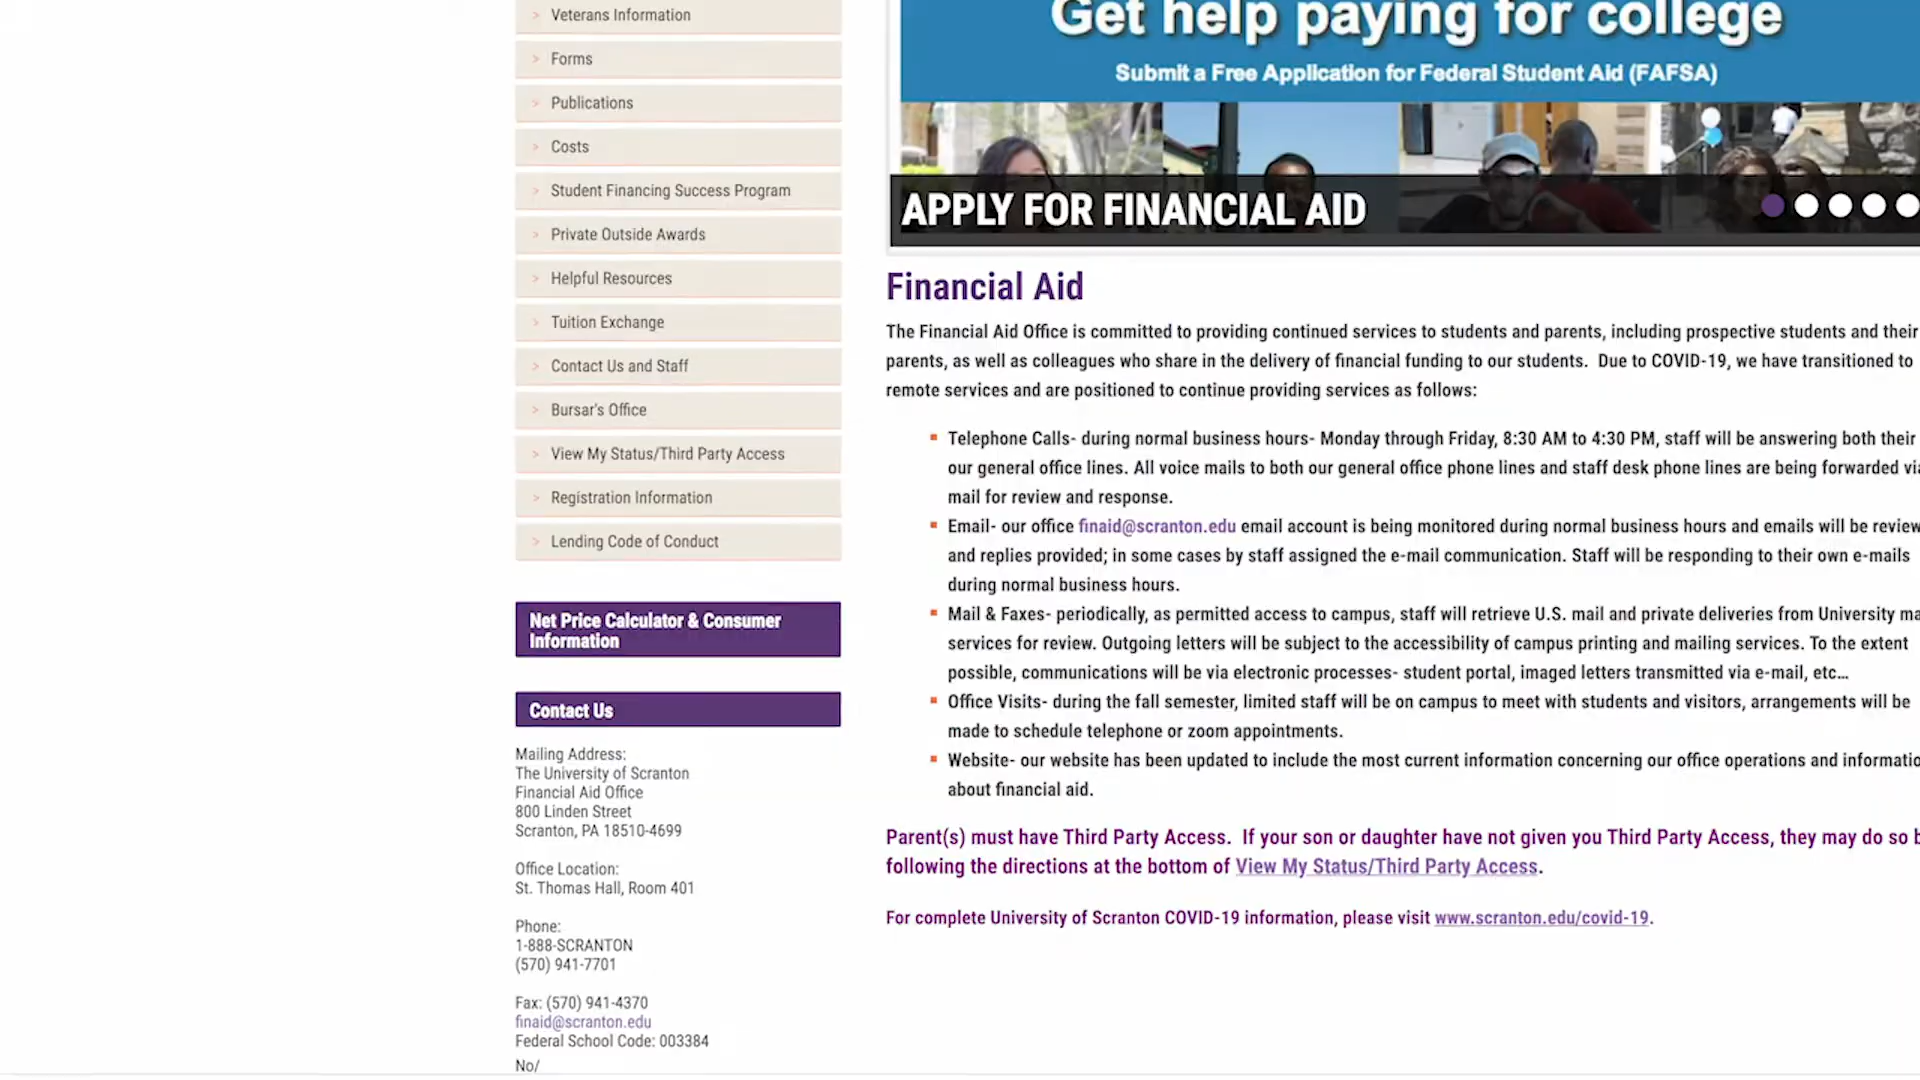 Veterans Information
Forms
Publications
Costs
Student Financing Success Program
Private Outside Awards
Helpful Resources
Tuition Exchange
Contact Us and Staff
Bursar's Office
View My Status/Third Party Access
Registration Information
Lending Code of Conduct
Net Price Calculator & Consumer
Information
Contact Us
Mailing Address:
The University of Scranton
Financial Aid Office
800 Linden Street
Scranton, PA 18510-4699
Office Location:
St. Thomas Hall, Room 401
Phone:
1-888-SCRANTON
(570) 941-7701
Fax: (570) 941-4370
finaid@scranton.edu
Federal School Code: 003384
No/
Get help paying for college
Submit a Free Application for Federal Student Aid (FAFSA)
APPLY FOR FINANCIAL AID
Financial Aid
The Financial Aid Office is committed to providing continued services to students and parents, including prospective students and their
parents, as well as colleagues who share in the delivery of financial funding to our students. Due to COVID-19, we have transitioned to
remote services and are positioned to continue providing services as follows:
Telephone Calls- during normal business hours- Monday through Friday, 8:30 AM to 4:30 PM, staff will be answering both their
our general office lines. All voice mails to both our general office phone lines and staff desk phone lines are being forwarded
mail for review and response.
Email- our office finaid@scranton.edu email account is being monitored during normal business hours and emails will be
and replies provided; in some cases by staff assigned the e-mail communication. Staff will be responding to their own e-mails
during normal business hours.
Mail & Faxes- periodically, as permitted access to campus, staff will retrieve U.S. mail and private deliveries from University
services for review. Outgoing letters will be subject to the accessibility of campus printing and mailing services. To the extent
possible, communications will be via electronic processes- student portal, imaged letters transmitted via e-mail, etc...
Office Visits- during the fall semester, limited staff will be on campus to meet with students and visitors, arrangements will be
made to schedule telephone or zoom appointments.
Website- our website has been updated to include the most current information concerning our office operations and
about financial aid.
Parent(s) must have Third Party Access. If your son or daughter have not given you Third Party Access, they may do so
following the directions at the bottom of View My Status/Third Party Access.
For complete University of Scranton COVID-19 information, please visit www.scranton.edu/covid-19.